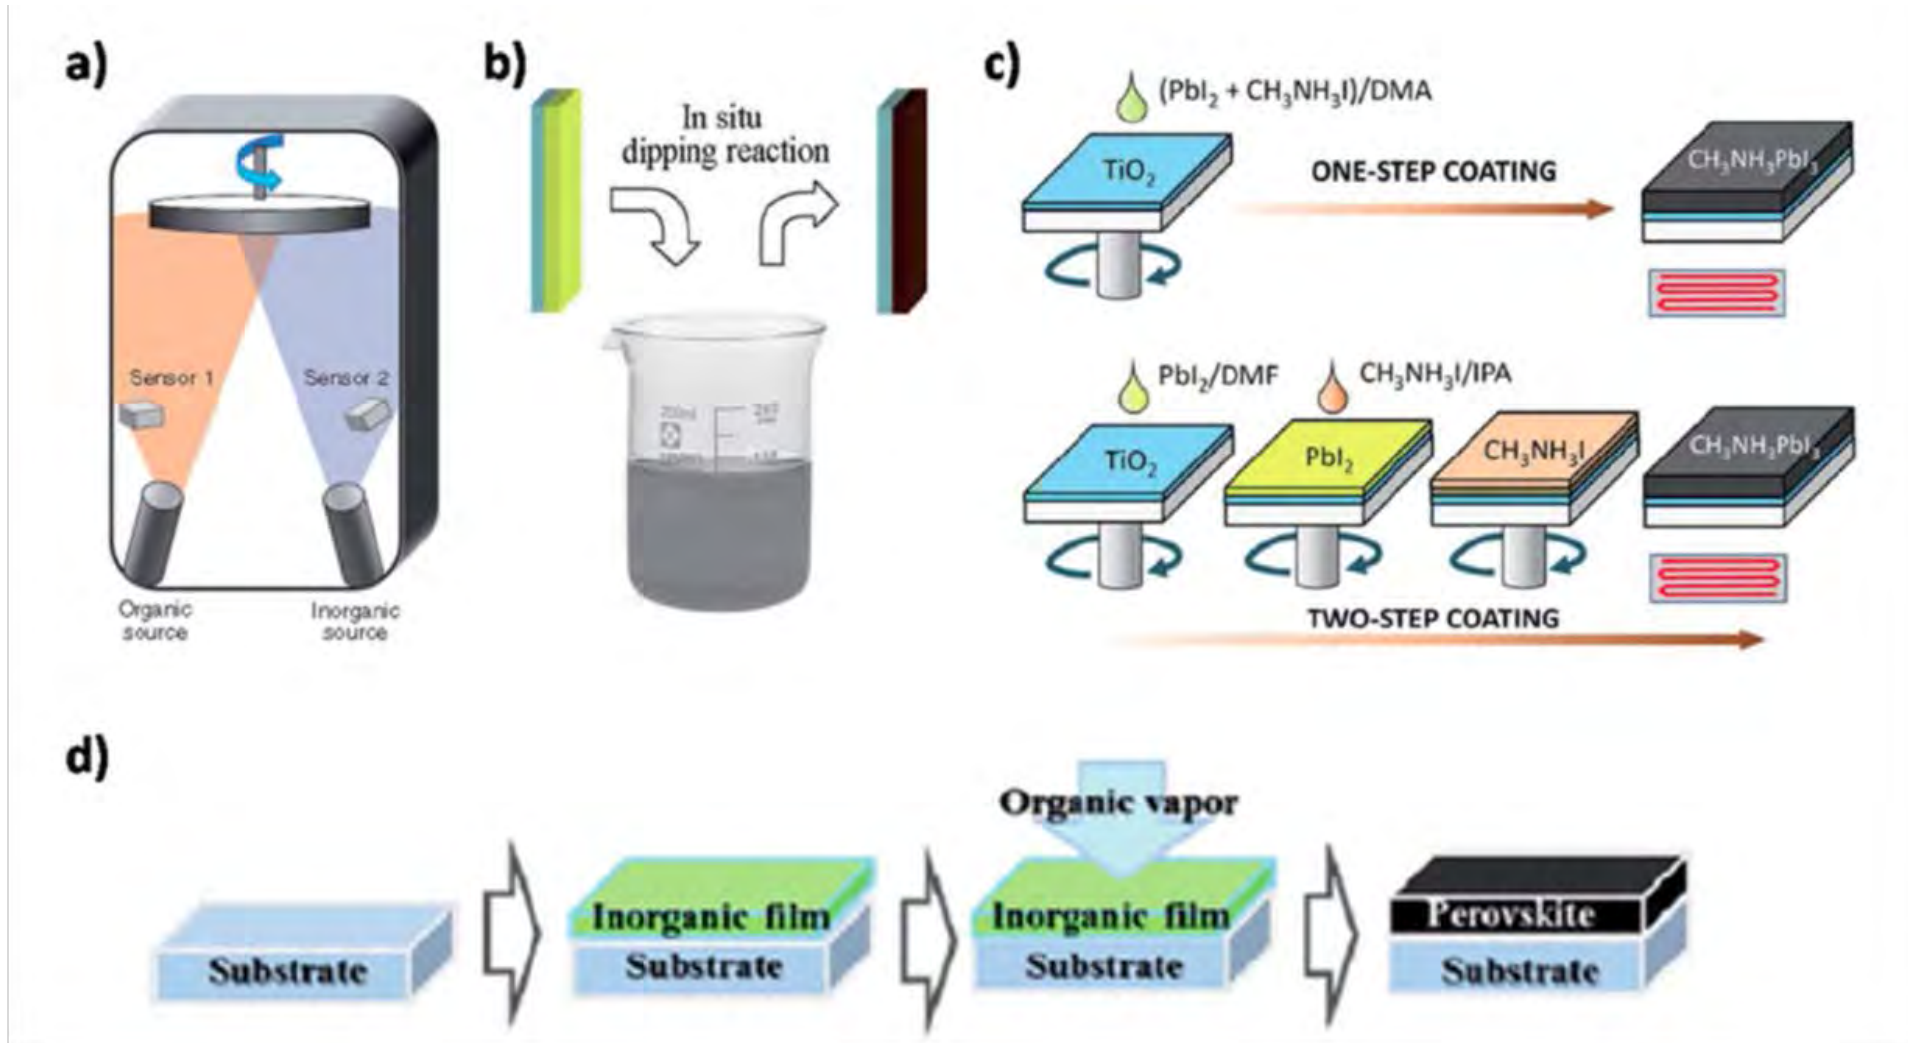 a)
Sensor 1
Sensor 2
Organic
source
Inorganic
source
b)
In situ
dipping reaction
200ml
c)
(PbI₂ + CH₃NH₃I)/DMA
TiO₂
ONE-STEP COATING
CH₃NH₃PbI₃
PbI₂/DMF
CH₃NH₃I/IPA
TiO₂
PbI₂
CH₃NH₃I
CH₃NH₃PbI₃
TWO-STEP COATING
d)
Substrate
Inorganic film
Substrate
Organic vapor
Inorganic film
Substrate
Perovskite
Substrate